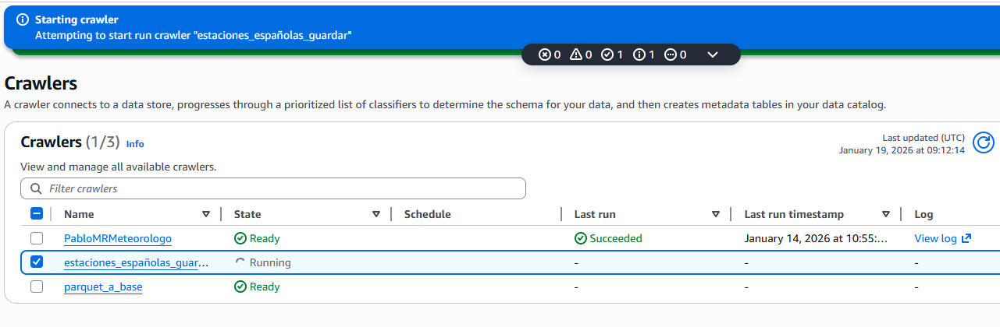 Starting crawler
Attempting to start run crawler "estaciones_españolas_guardar"
0 0 1 1 0
Crawlers
A crawler connects to a data store, progresses through a prioritized list of classifiers to determine the schema for your data, and then creates metadata tables in your data catalog.
Crawlers (1/3) Info
Last updated (UTC)
January 19, 2026 at 09:12:14
View and manage all available crawlers.
Filter crawlers
Name State Schedule Last run Last run timestamp Log
PabloMRMeteorologo Ready Succeeded January 14, 2026 at 10:55:... View log
estaciones_españolas_guar... Running - - -
parquet_a_base Ready - - -